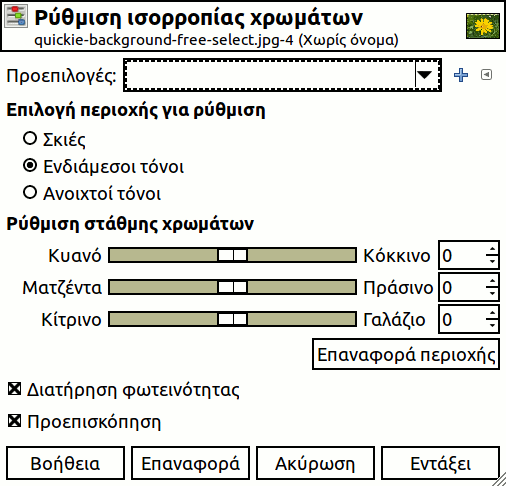 Ρύθμιση ισορροπίας χρωμάτων
quickie-background-free-select.jpg-4 (Χωρίς όνομα)
Προεπιλογές:
Επιλογή περιοχής για ρύθμιση
Σκιές
Ενδιάμεσοι τόνοι
Ανοιχτοί τόνοι
Ρύθμιση στάθμης χρωμάτων
Κυανό Κόκκινο 0
Ματζέντα Πράσινο 0
Κίτρινο Γαλάζιο 0
Επαναφορά περιοχής
Διατήρηση φωτεινότητας
Προεπισκόπηση
Βοήθεια Επαναφορά Ακύρωση Εντάξει